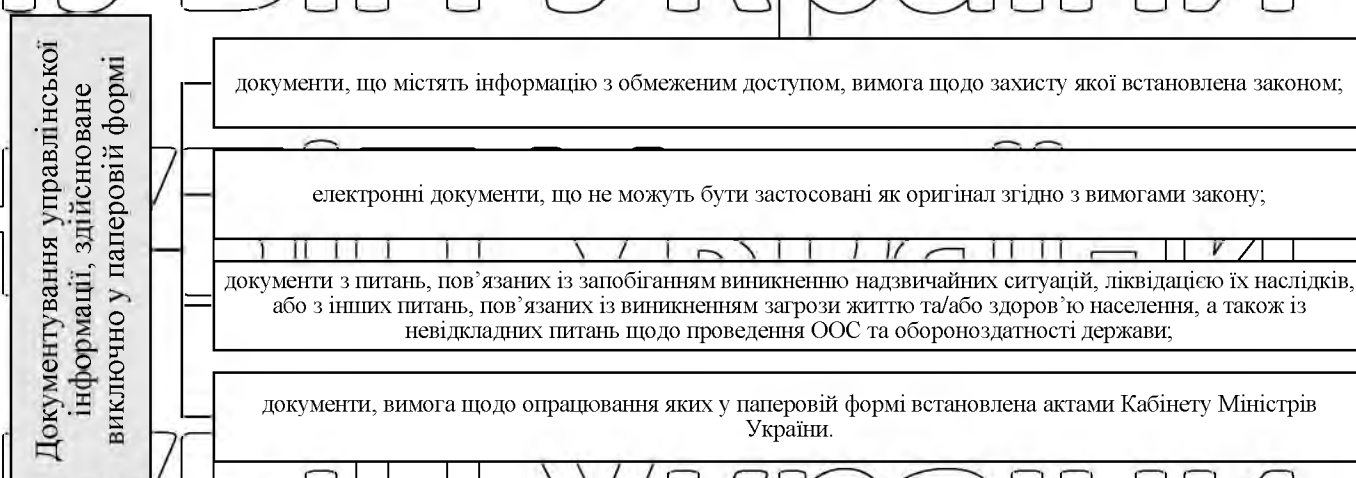 Документування управлінської
інформації, здійснюване
виключно у паперовій формі
документи, що містять інформацію з обмеженим доступом, вимога щодо захисту якої встановлена законом;
електронні документи, що не можуть бути застосовані як оригінал згідно з вимогами закону;
документи з питань, пов’язаних із запобіганням виникненню надзвичайних ситуацій, ліквідацією їх наслідків,
або з інших питань, пов’язаних із виникненням загрози життю та/або здоров’ю населення, а також із
невідкладних питань щодо проведення ООС та обороноздатності держави;
документи, вимога щодо опрацювання яких у паперовій формі встановлена актами Кабінету Міністрів
України.